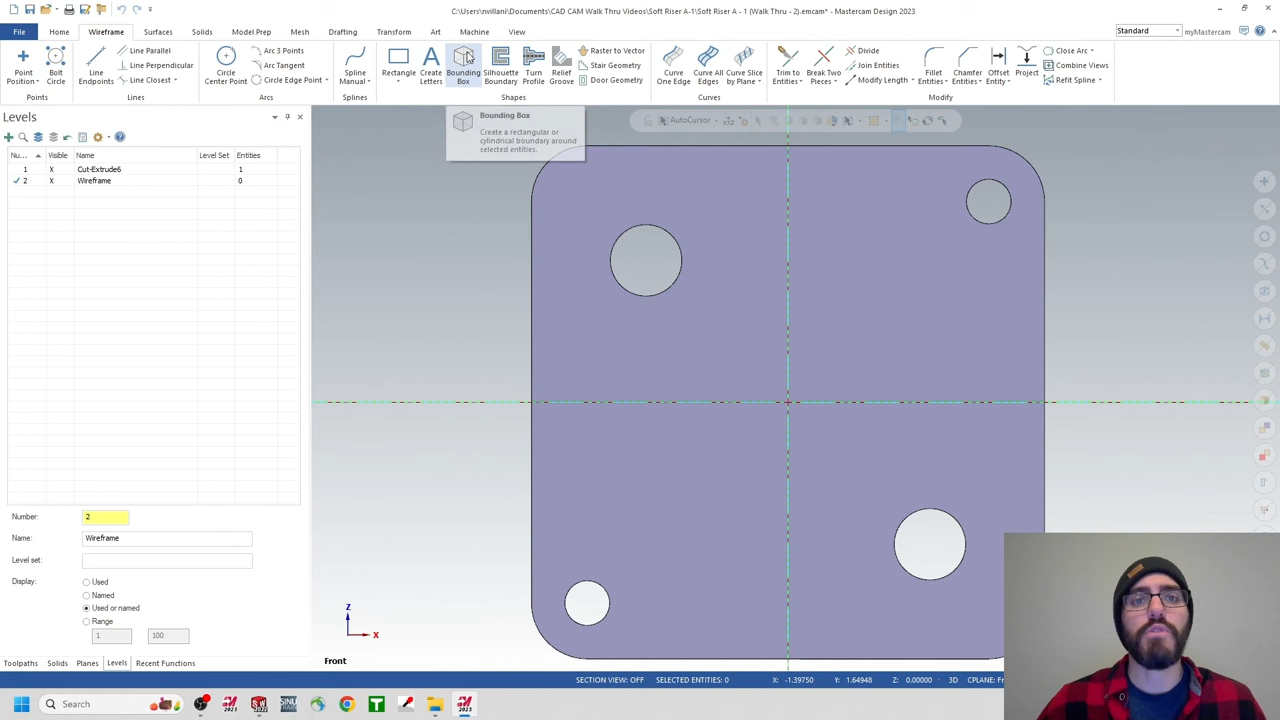 C:\Users\nvillani\Documents\CAD CAM Walk Thru Videos\Soft Riser A-1\Soft Riser A - 1 (Walk Thru - 2).emcam* - Mastercam Design 2023
File Home Wireframe Surfaces Solids Model Prep Mesh Drafting Transform Art Machine View Standard myMastercam
Point Position
Bolt Circle
Points
Line Endpoints
Line Parallel
Line Perpendicular
Line Closest
Lines
Circle Center Point
Arc 3 Points
Arc Tangent
Circle Edge Point
Arcs
Spline Manual
Splines
Rectangle
Create Letters
Bounding Box
Silhouette Boundary
Turn Profile
Relief Groove
Raster to Vector
Stair Geometry
Door Geometry
Shapes
Curve One Edge
Curve All Edges
Curve Slice by Plane
Curves
Trim to Entities
Break Two Pieces
Divide
Join Entities
Modify Length
Fillet Entities
Chamfer Entities
Offset Entity
Project
Close Arc
Combine Views
Refit Spline
Modify
Levels
Bounding Box
Create a rectangular or
cylindrical boundary around
selected entities.
AutoCursor
Nu... Visible Name Level Set Entities
1 X Cut-Extrude6 1
2 X Wireframe 0
Number: 2
Name: Wireframe
Level set:
Display: Used
Named
Used or named
Range
1 100
Z
X
Front
Toolpaths Solids Planes Levels Recent Functions
SECTION VIEW: OFF SELECTED ENTITIES: 0 X: -1.39750 Y: 1.64948 Z: 0.00000 3D CPLANE: Fr
Search